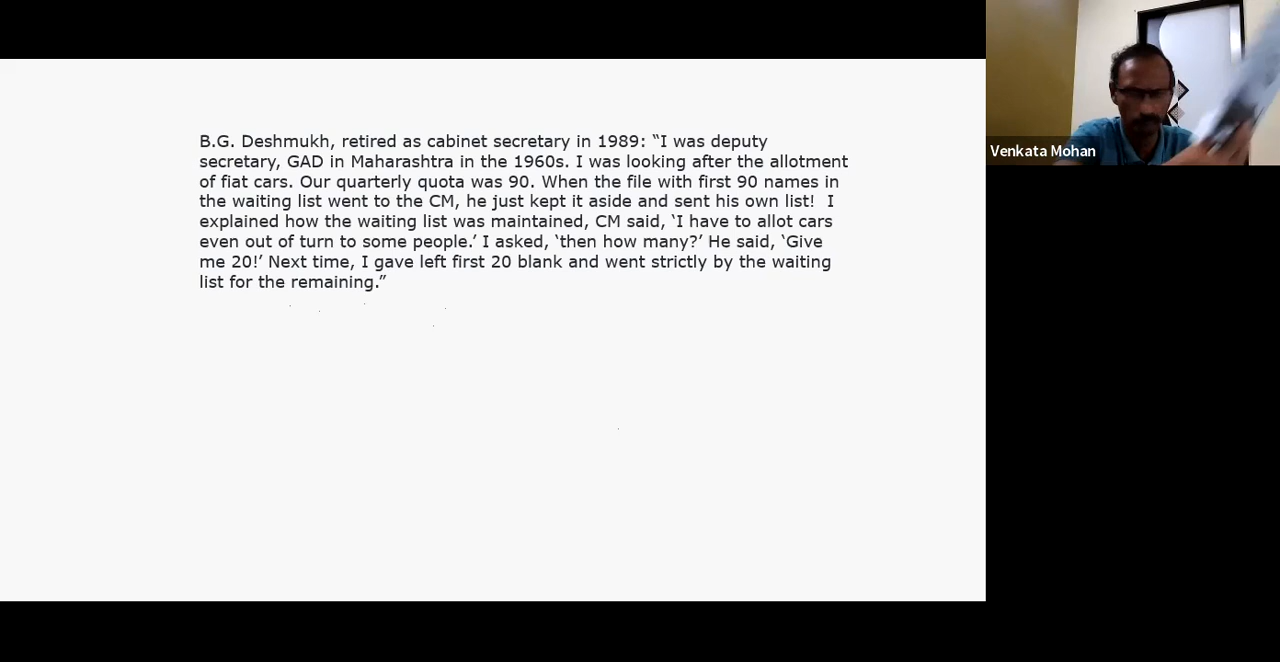 B.G. Deshmukh, retired as cabinet secretary in 1989: “I was deputy
secretary, GAD in Maharashtra in the 1960s. I was looking after the allotment
of fiat cars. Our quarterly quota was 90. When the file with first 90 names in
the waiting list went to the CM, he just kept it aside and sent his own list!  I
explained how the waiting list was maintained, CM said, ‘I have to allot cars
even out of turn to some people.’ I asked, ‘then how many?’ He said, ‘Give
me 20!’ Next time, I gave left first 20 blank and went strictly by the waiting
list for the remaining.”
Venkata Mohan